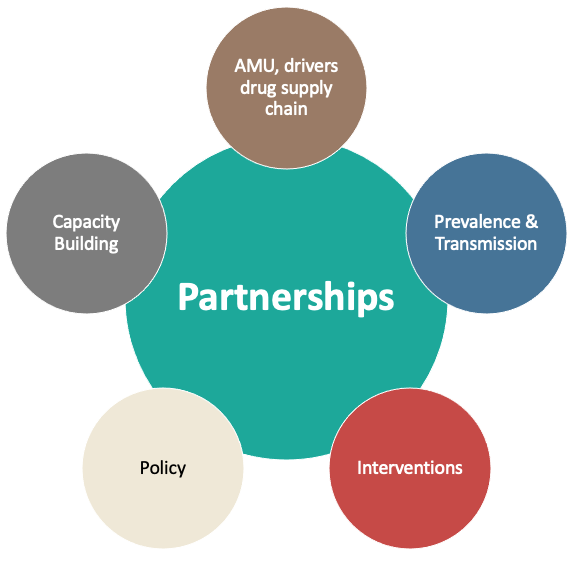 AMU, drivers
drug supply
chain
Capacity
Building
Prevalence &
Transmission
Partnerships
Policy
Interventions